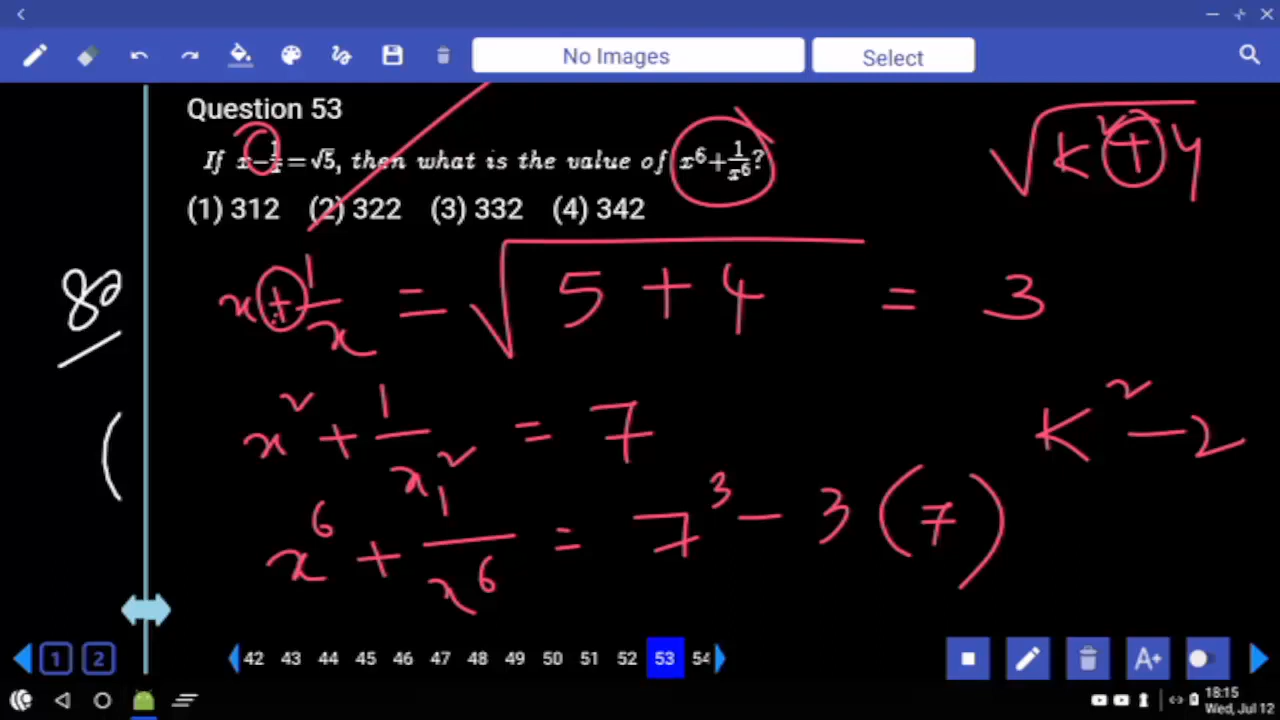 No Images
Select
Question 53
If x − 1/x = √5, then what is the value of x⁶ + 1/x⁶?
(1) 312 (2) 322 (3) 332 (4) 342
√K² + 4
80
x + 1/x = √5 + 4 = 3
x² + 1/x² = 7
K² − 2
(
x⁶ + 1/x⁶ = 7³ − 3(7)
1 2 42 43 44 45 46 47 48 49 50 51 52 53 54 A+
18:15
Wed, Jul 12